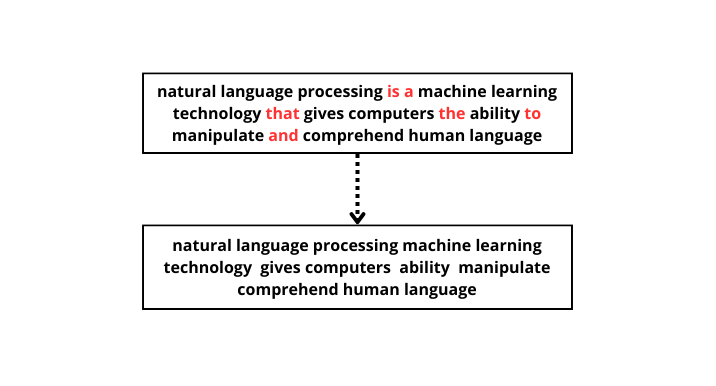 natural language processing is a machine learning
technology that gives computers the ability to
manipulate and comprehend human language
natural language processing machine learning
technology  gives computers  ability  manipulate
comprehend human language